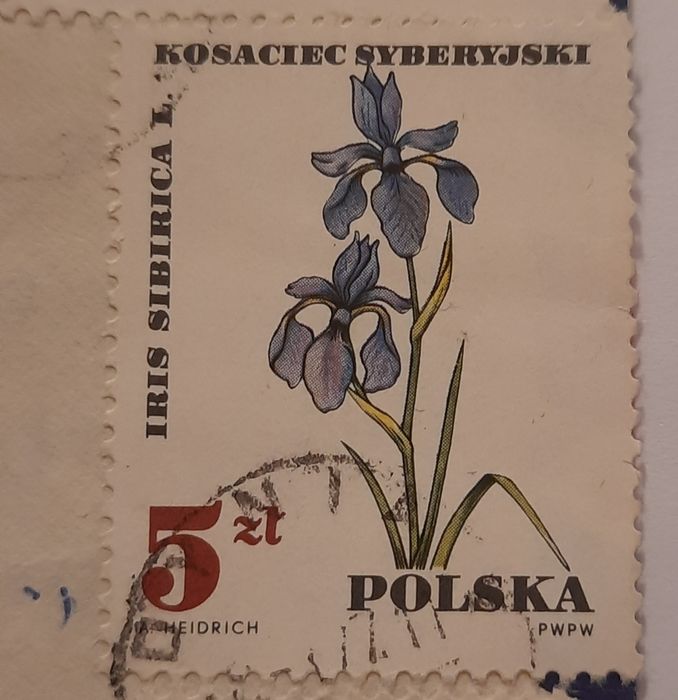 KOSACIEC SYBERYJSKI
IRIS SIBIRICA L.
5 zł
POLSKA
A. HEIDRICH
PWPW